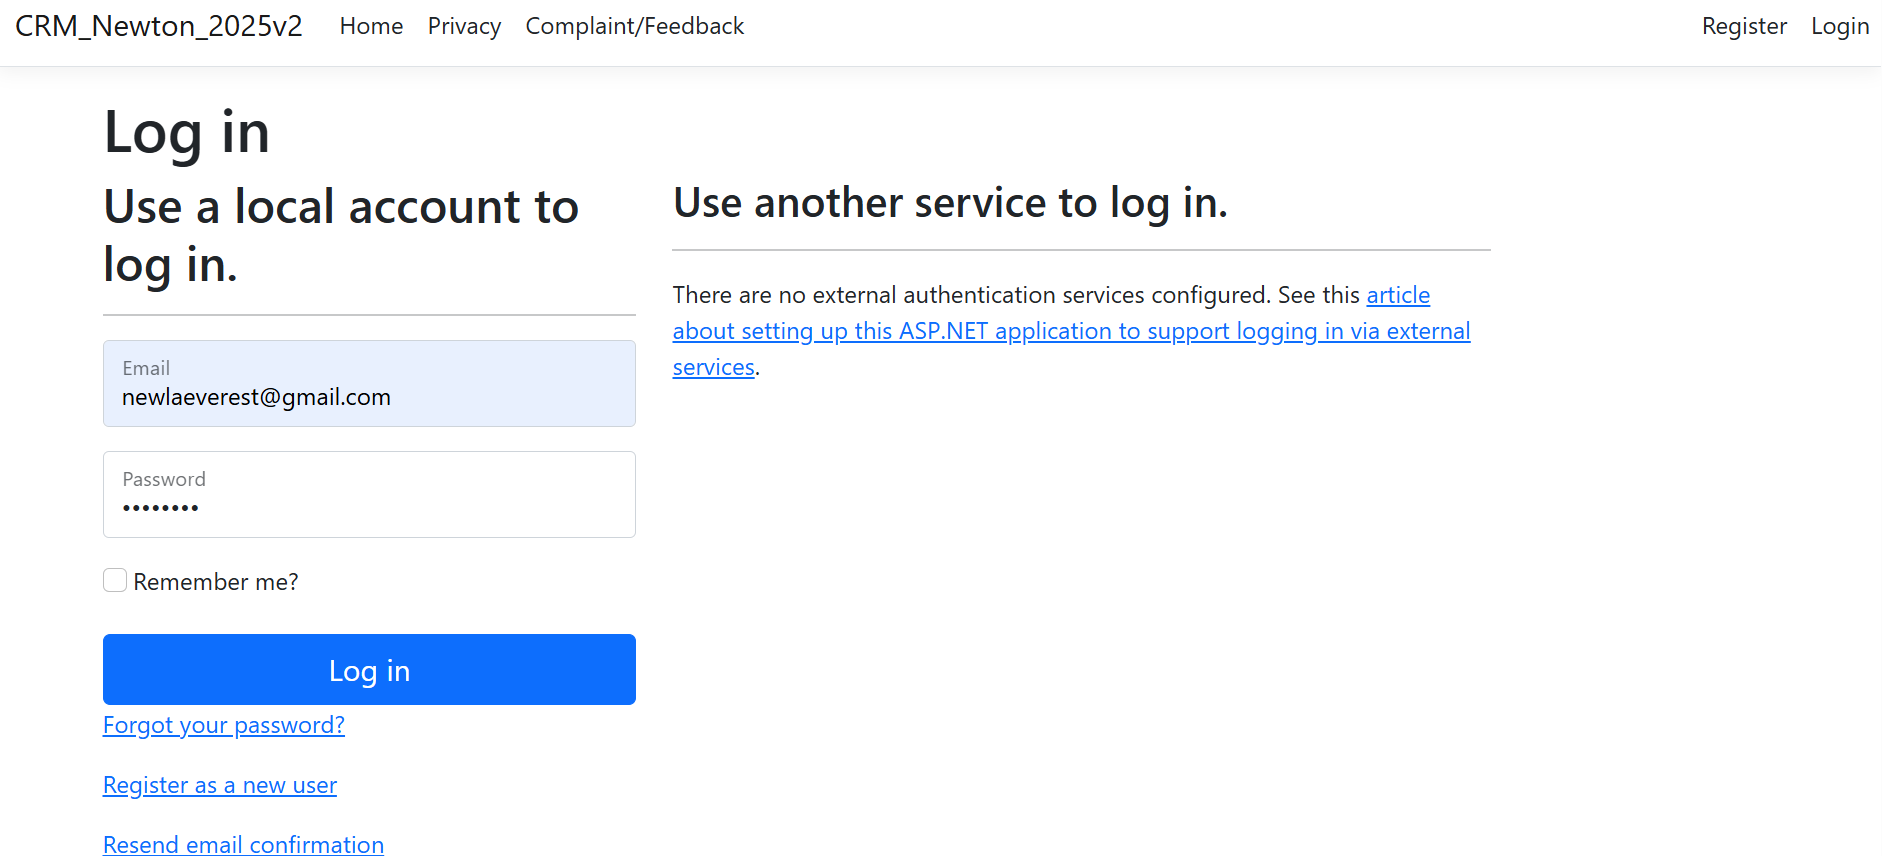 CRM_Newton_2025v2 Home Privacy Complaint/Feedback Register Login
Log in
Use a local account to
log in.
Email
newlaeverest@gmail.com
Password
••••••••
Remember me?
Log in
Forgot your password?
Register as a new user
Resend email confirmation
Use another service to log in.
There are no external authentication services configured. See this article
about setting up this ASP.NET application to support logging in via external
services.